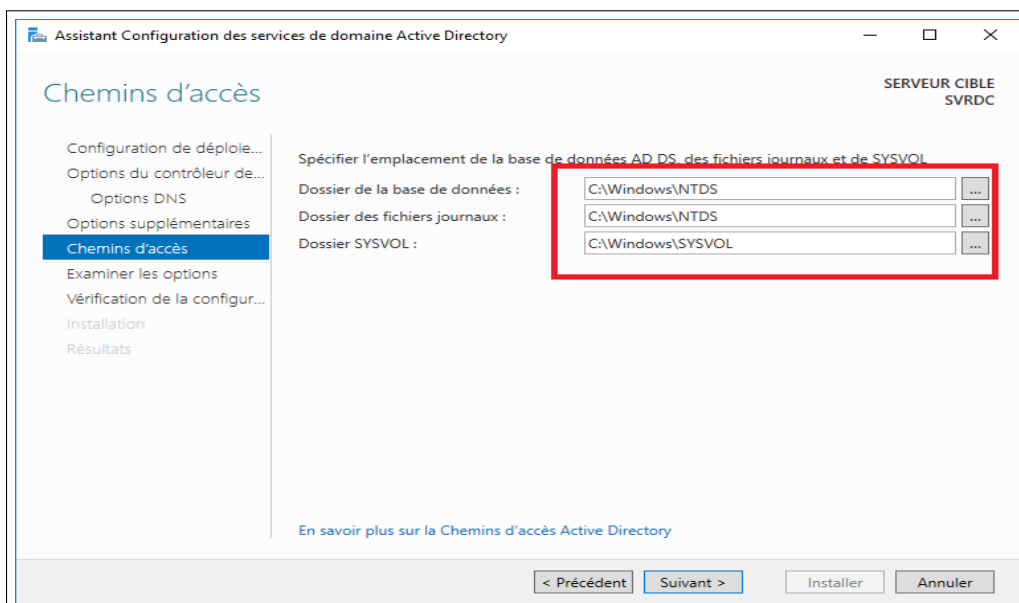 Assistant Configuration des services de domaine Active Directory
Chemins d'accès
SERVEUR CIBLE
SVRDC
Configuration de déploie...
Options du contrôleur de...
Options DNS
Options supplémentaires
Chemins d'accès
Examiner les options
Vérification de la configur...
Installation
Résultats
Spécifier l'emplacement de la base de données AD DS, des fichiers journaux et de SYSVOL
Dossier de la base de données : C:\Windows\NTDS ...
Dossier des fichiers journaux : C:\Windows\NTDS ...
Dossier SYSVOL : C:\Windows\SYSVOL ...
En savoir plus sur la Chemins d'accès Active Directory
< Précédent Suivant > Installer Annuler